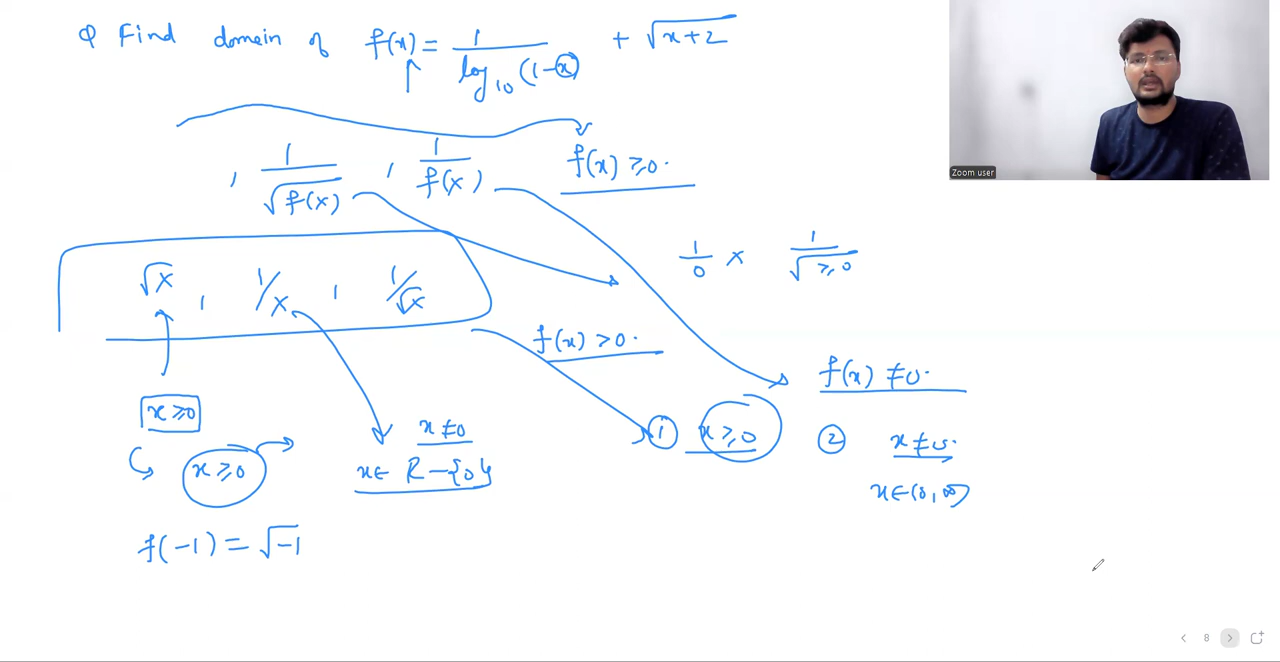 Q Find domain of f(x) = 1/log₁₀(1-x) + √(x+2)
, 1/√f(x) , 1/f(x) f(x) ≥0.
1/0 × 1/√≥0
√x , 1/x , 1/√x
f(x) >0.
f(x) ≠0.
x ≥0
x ≠0
① x ≥0 ② x ≠0.
x ≥0
x∈ R -{0}
x∈(0, ∞)
f(-1) = √-1
Zoom user
8